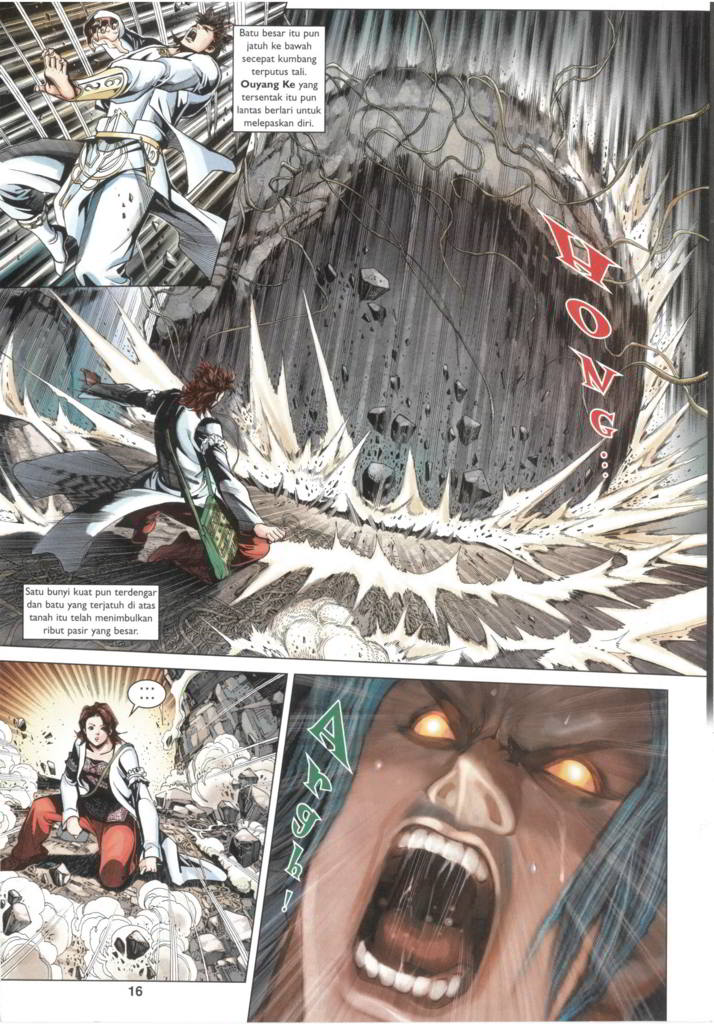 Batu besar itu pun
jatuh ke bawah
secepat kumbang
terputus tali.
Ouyang Ke yang
tersentak itu pun
lantas berlari untuk
melepaskan diri.
HONG...
Satu bunyi kuat pun terdengar
dan batu yang terjatuh di atas
tanah itu telah menimbulkan
ribut pasir yang besar.
... ...
Argh!
16